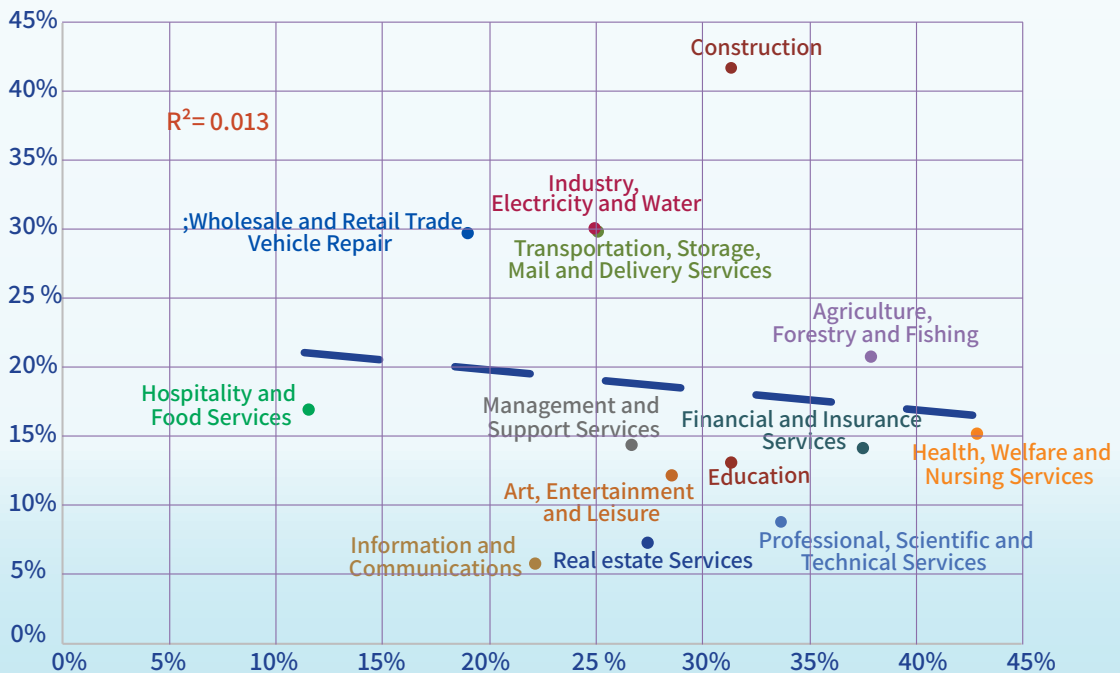 45%
Construction
40%
R²= 0.013
35%
Industry,
Electricity and Water
30%
;Wholesale and Retail Trade
Vehicle Repair
Transportation, Storage,
Mail and Delivery Services
25 %
Agriculture,
Forestry and Fishing
20%
Hospitality and
Food Services
Management and
Support Services
Financial and Insurance
Services
15%
Health, Welfare and
Nursing Services
Education
Art, Entertainment
and Leisure
10%
Professional, Scientific and
Technical Services
Information and
Communications
Real estate Services
5%
0%
0% 5% 10% 15% 20% 25 % 30% 35% 40% 45%